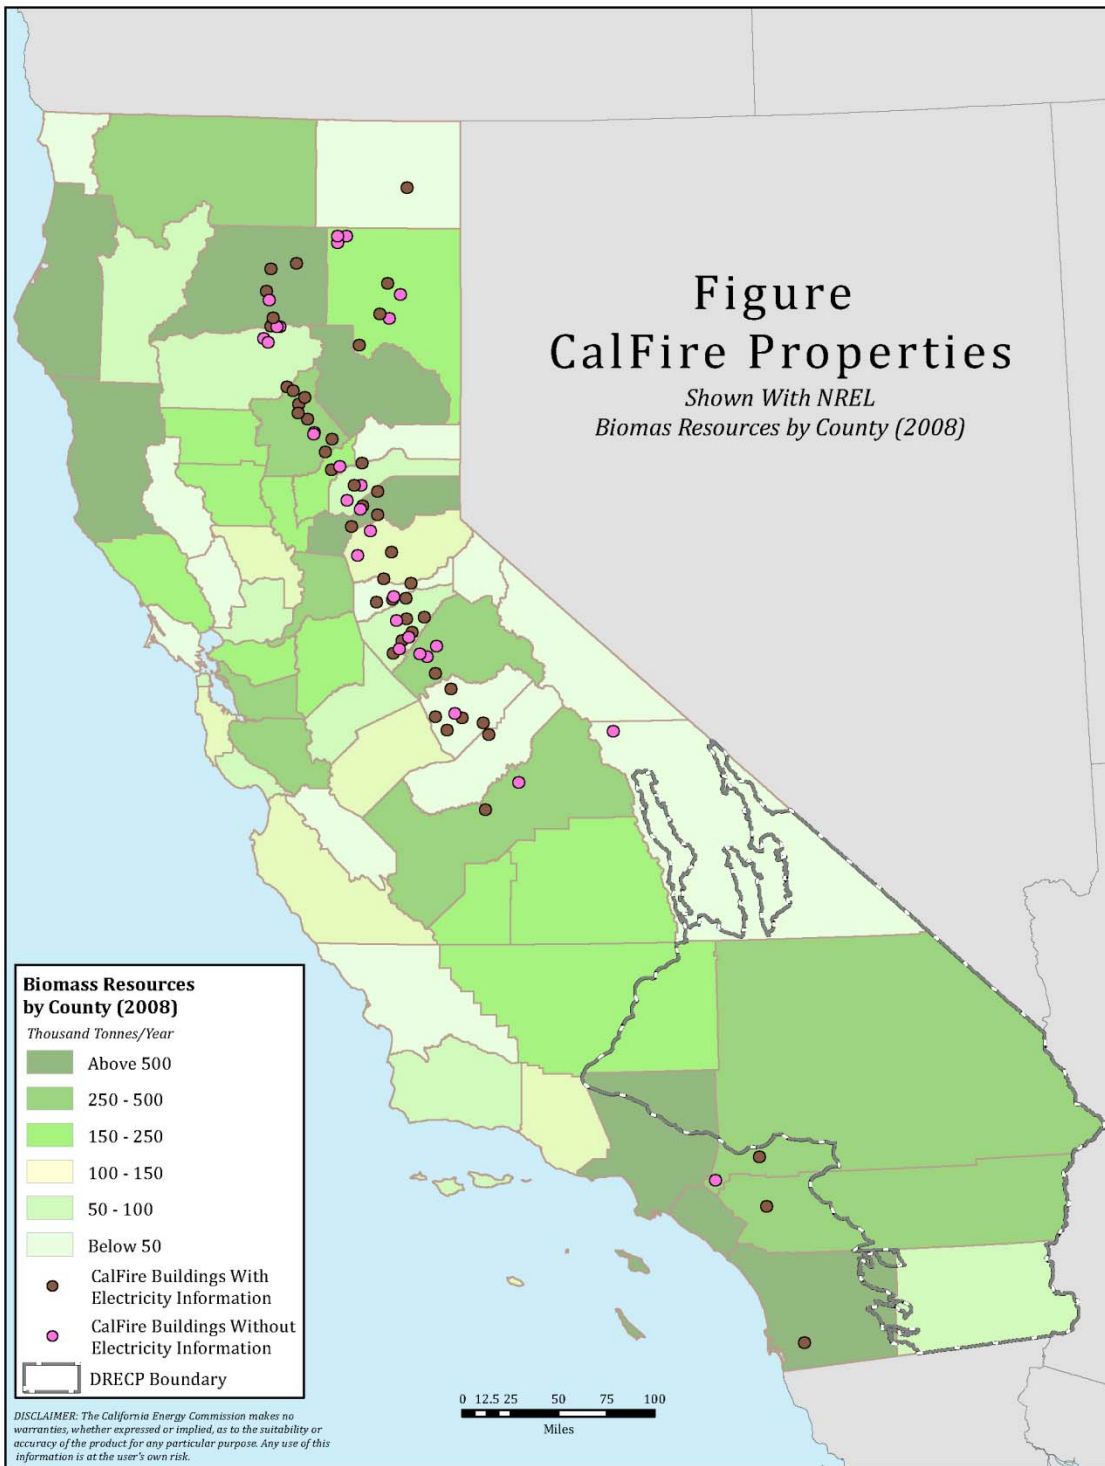 Figure
CalFire Properties
Shown With NREL
Biomas Resources by County (2008)
Biomass Resources
by County (2008)
Thousand Tonnes/Year
Above 500
250 - 500
150 - 250
100 - 150
50 - 100
Below 50
CalFire Buildings With
Electricity Information
CalFire Buildings Without
Electricity Information
DRECP Boundary
DISCLAIMER: The California Energy Commission makes no
warranties, whether expressed or implied, as to the suitability or
accuracy of the product for any particular purpose. Any use of this
information is at the user's own risk.
0 12.5 25 50 75 100
Miles